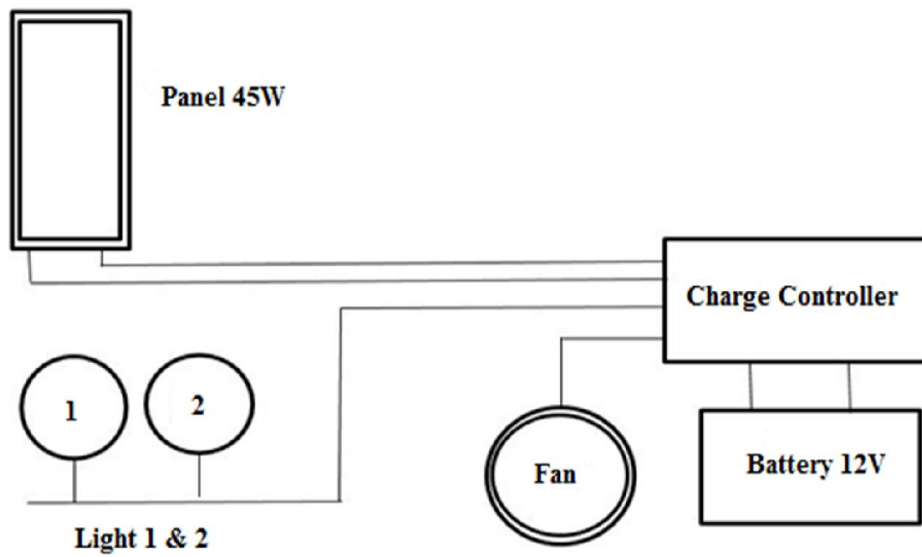 Panel 45W
Charge Controller
1
2
Fan
Battery 12V
Light 1 & 2